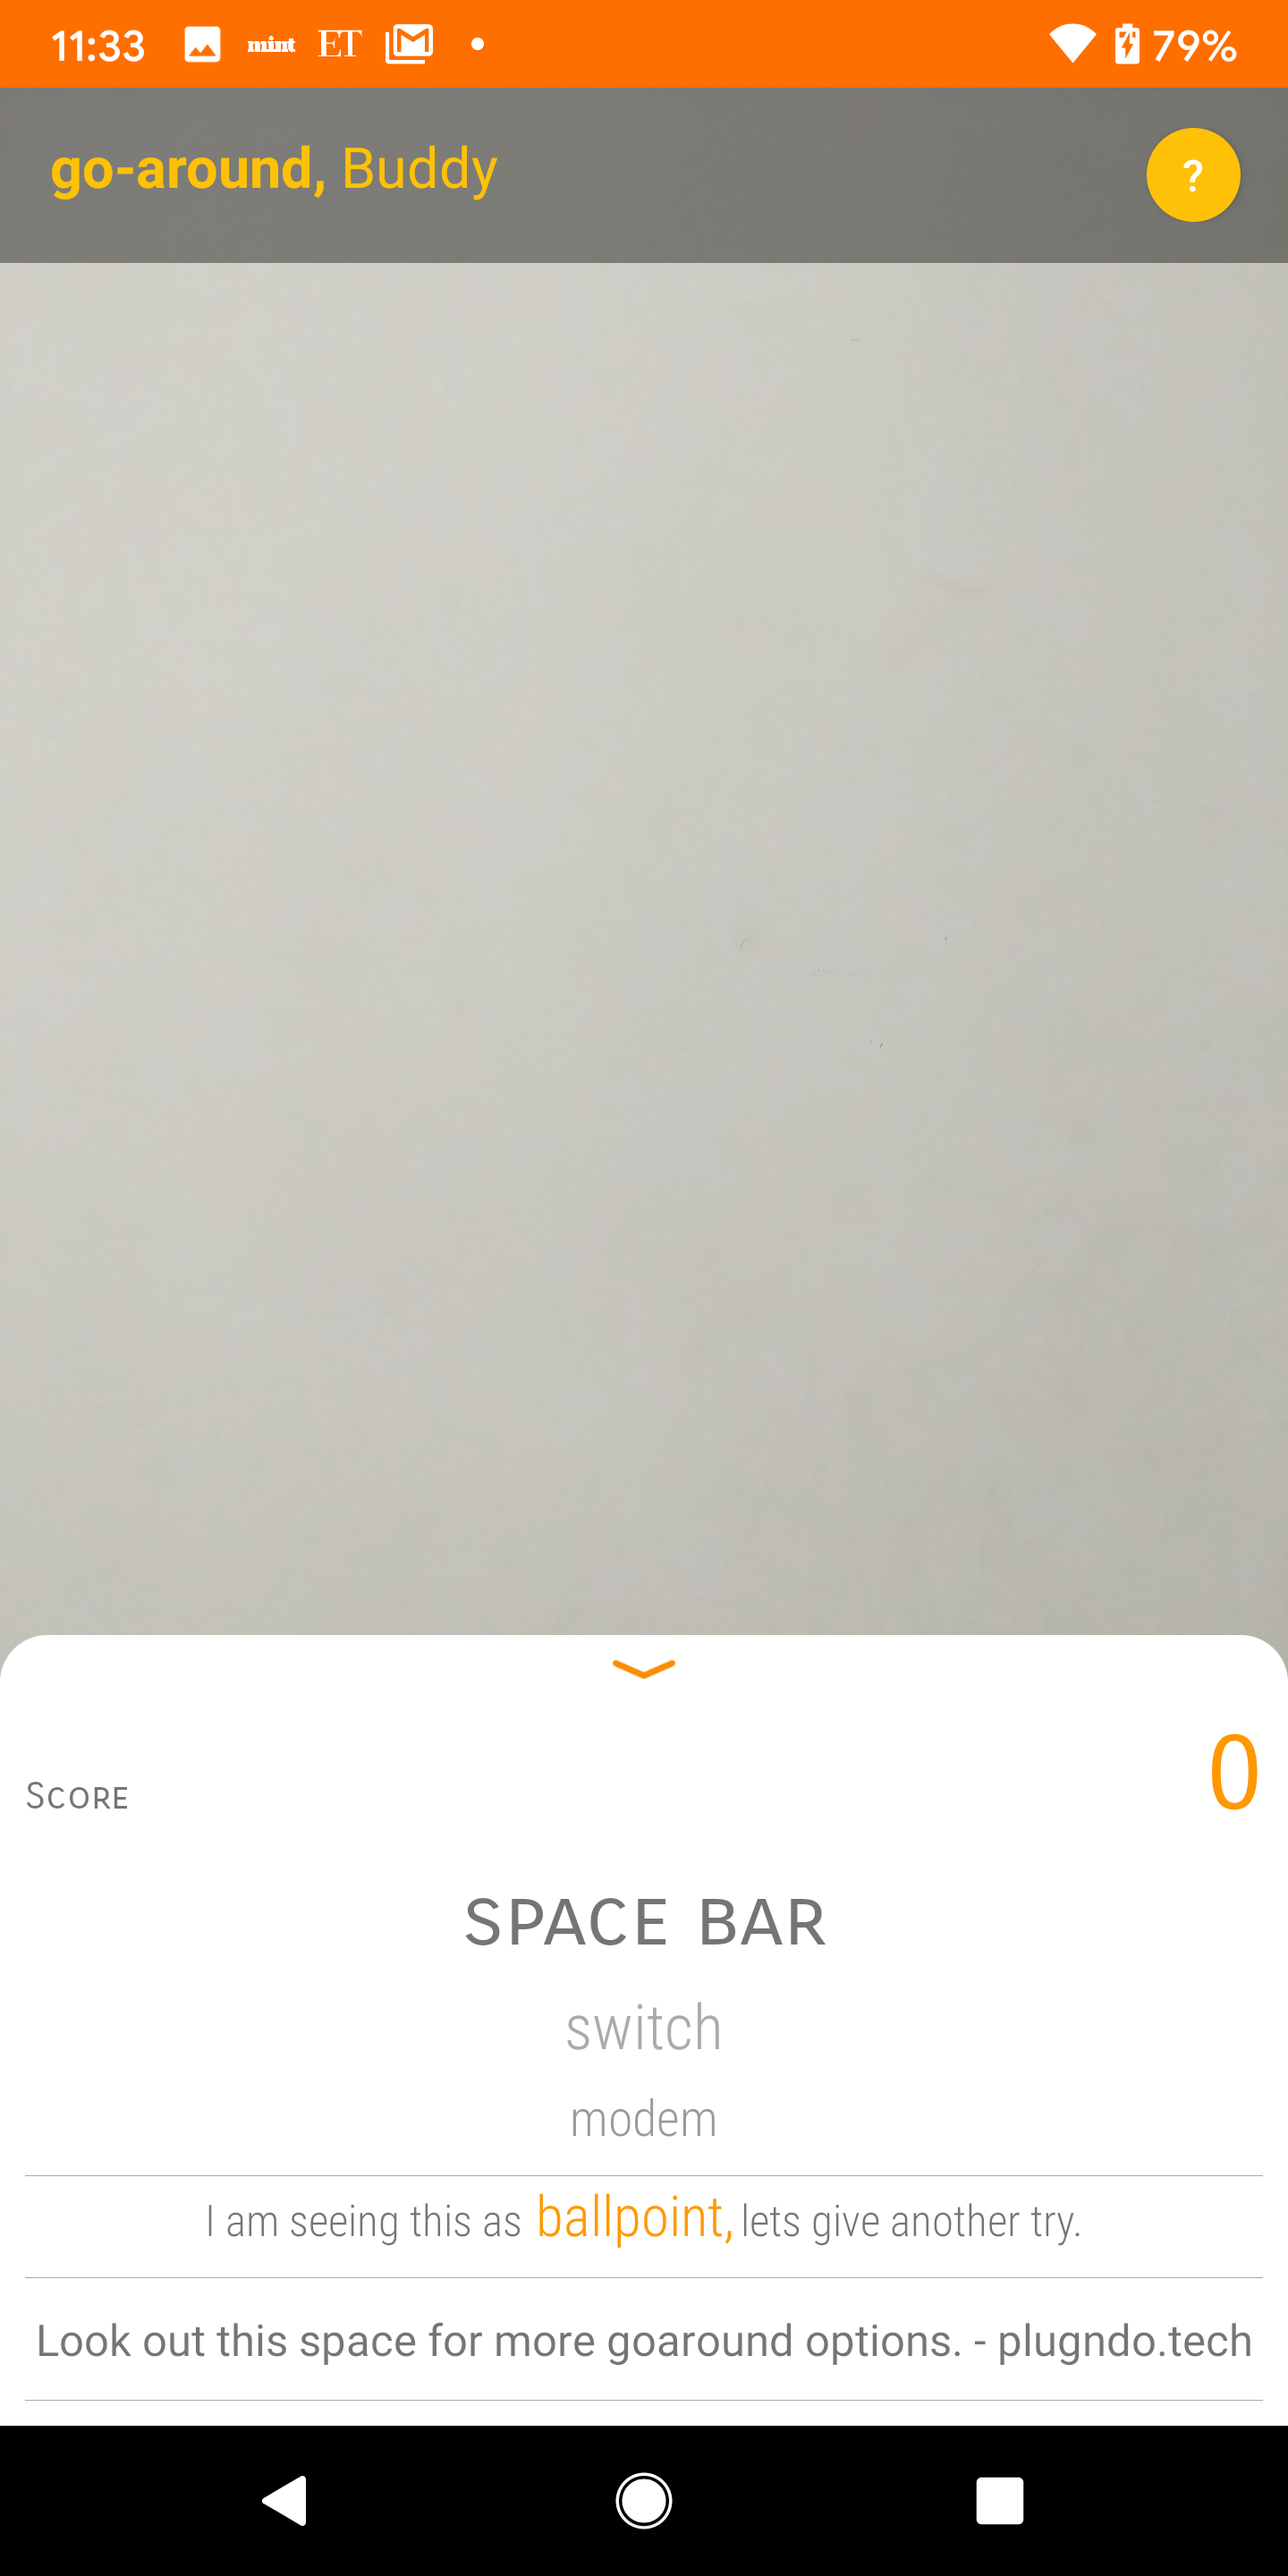 11:33 mint ET 79%
go-around, Buddy
?
Score
0
SPACE BAR
switch
modem
I am seeing this as ballpoint, lets give another try.
Look out this space for more goaround options. - plugndo.tech